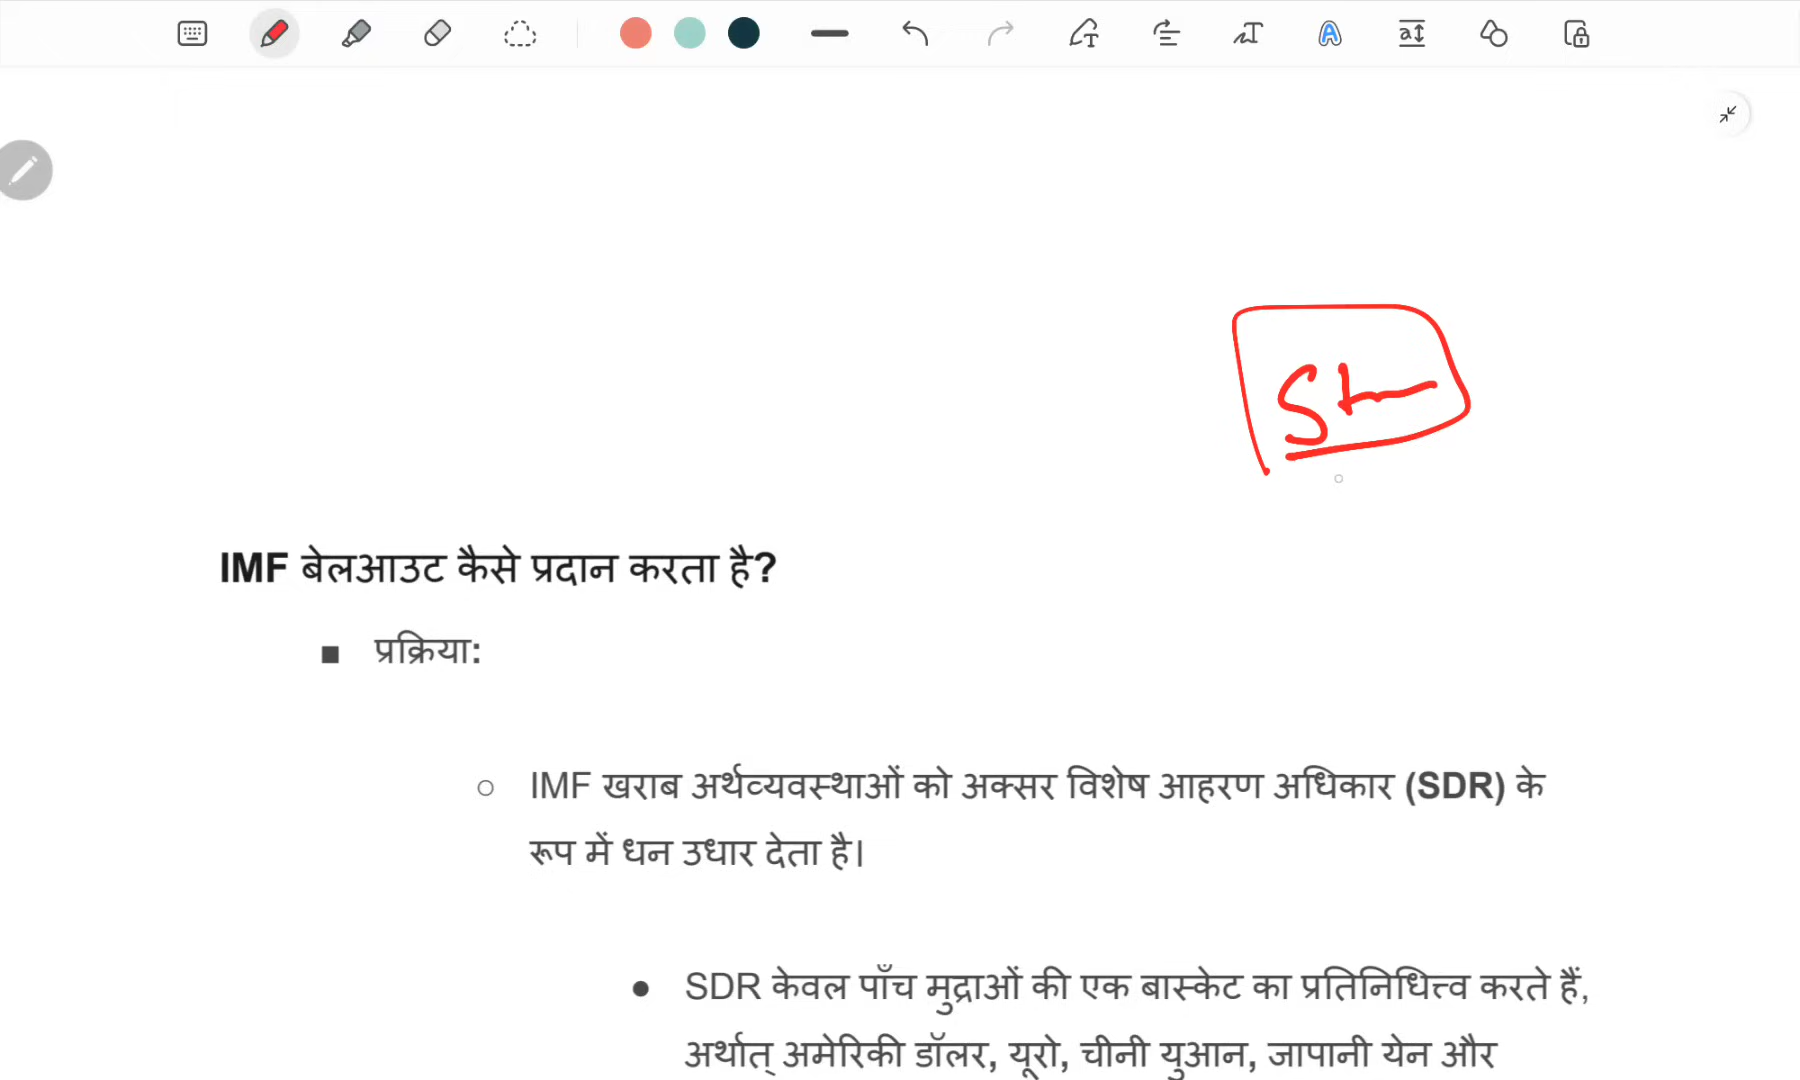 IMF बेलआउट कैसे प्रदान करता है?
■ प्रक्रिया:
○ IMF खराब अर्थव्यवस्थाओं को अक्सर विशेष आहरण अधिकार (SDR) के
रूप में धन उधार देता है।
● SDR केवल पाँच मुद्राओं की एक बास्केट का प्रतिनिधित्त्व करते हैं,
अर्थात् अमेरिकी डॉलर, यूरो, चीनी युआन, जापानी येन और